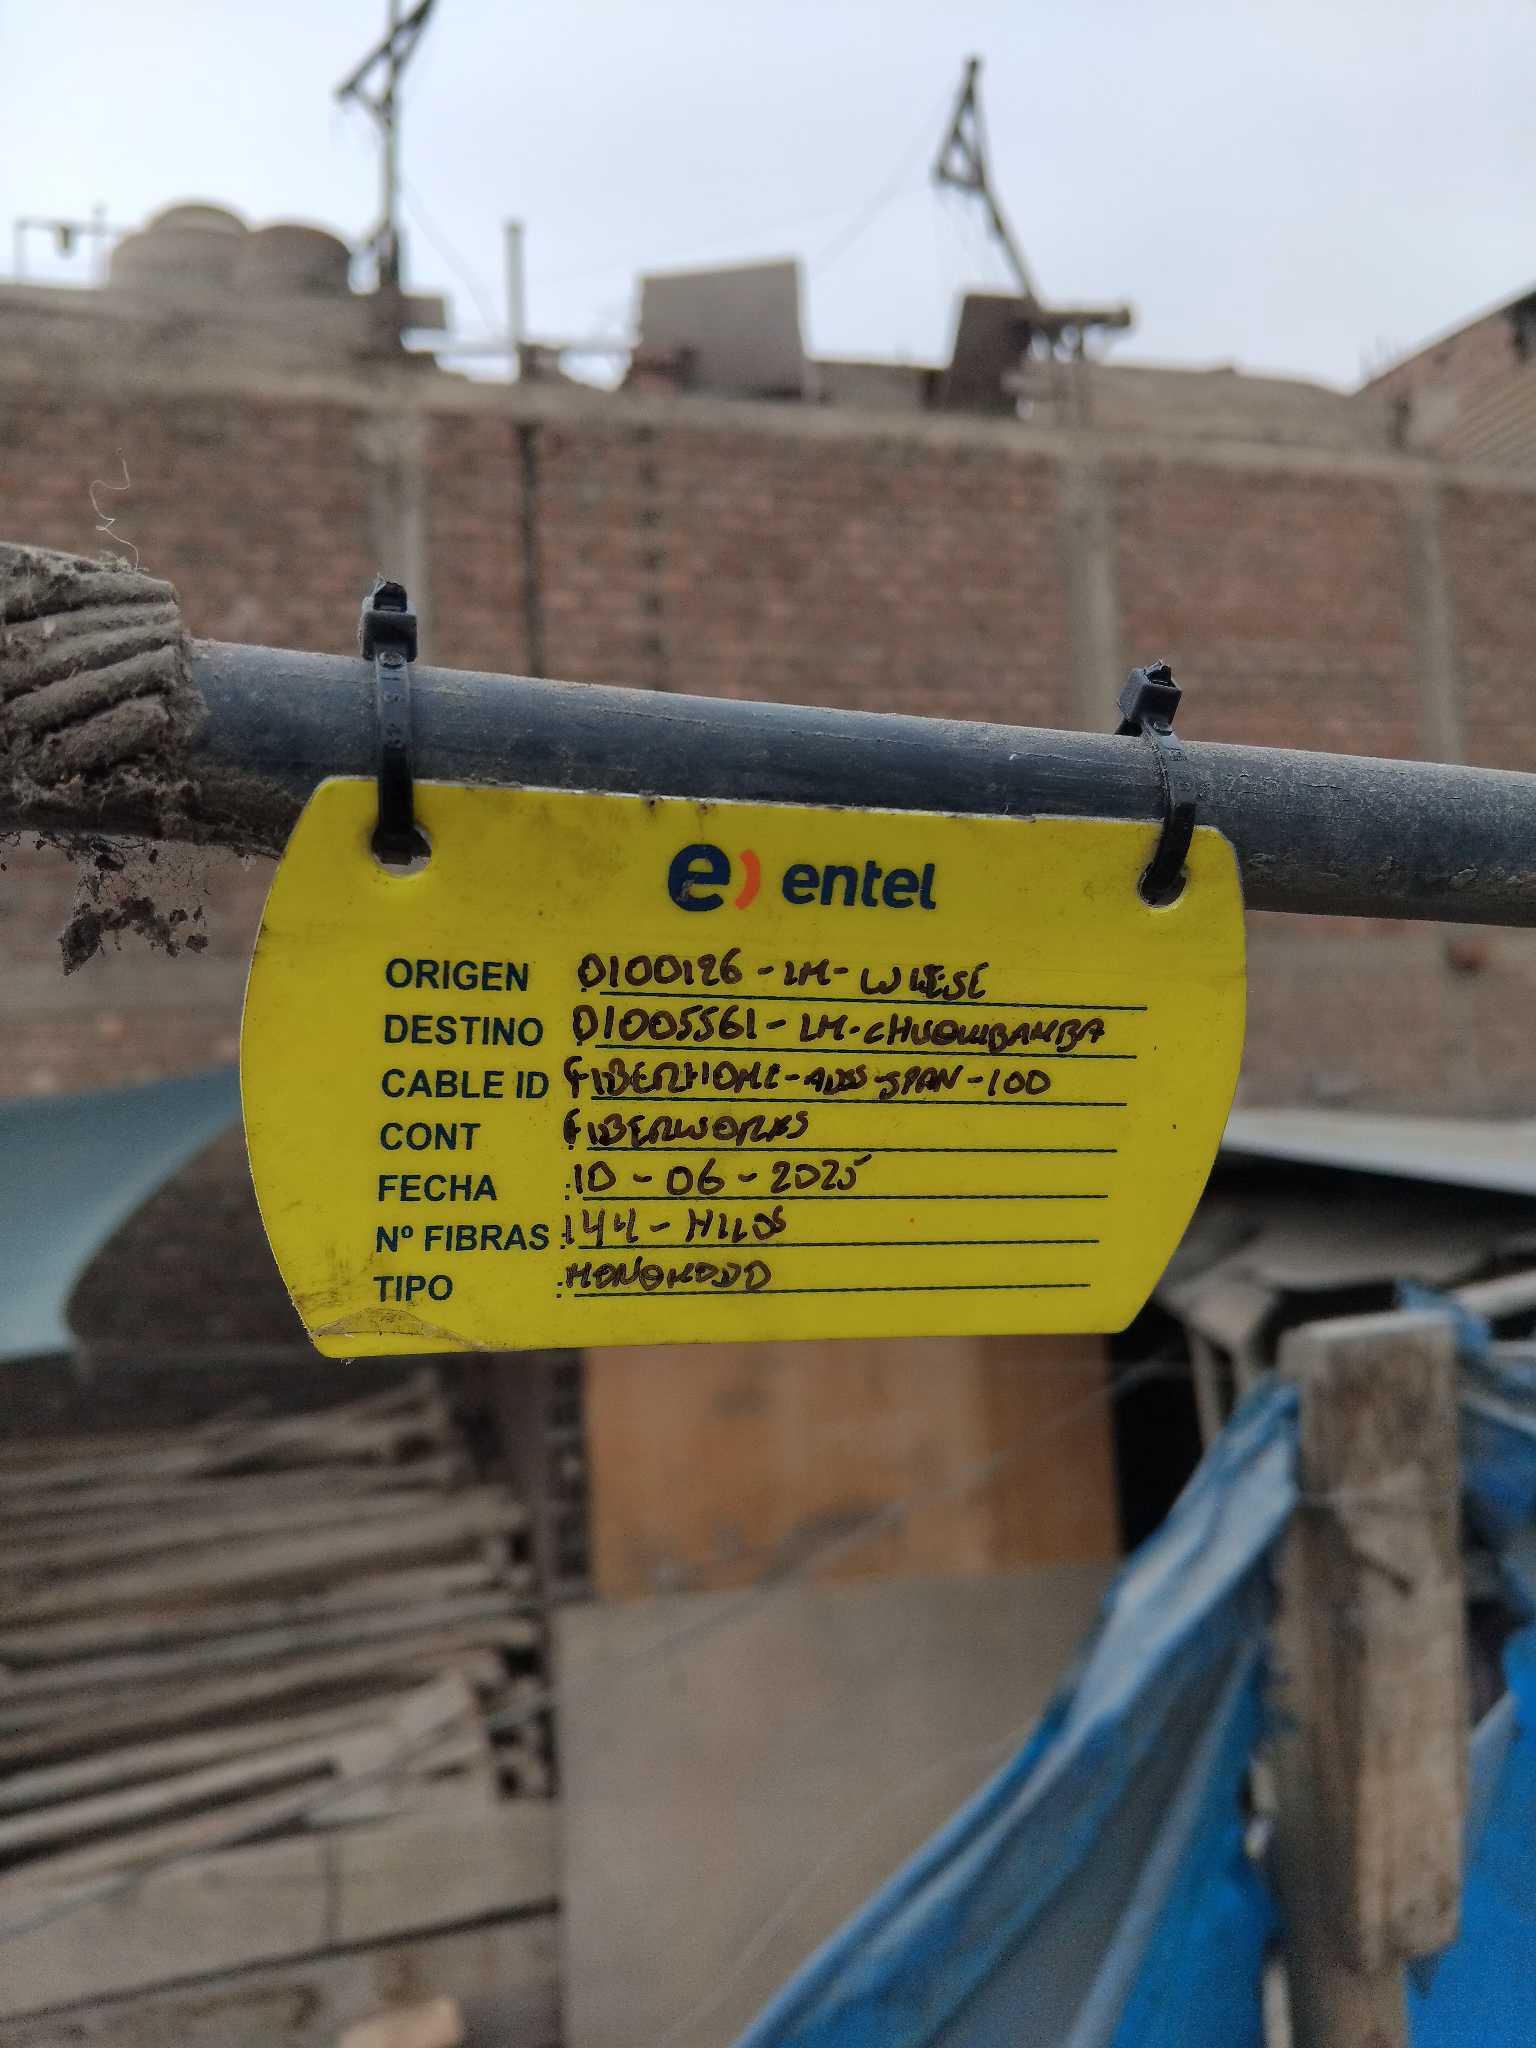 e) entel
ORIGEN : 0100126-LM-WIESE
DESTINO : 01005561-LM-CHUQUIBAMBA
CABLE ID FIBERHOME-ADSS-SPAN-100
CONT FIBERWORKS
FECHA : 10-06-2025
Nº FIBRAS : 144-HILOS
TIPO : MONOMODO